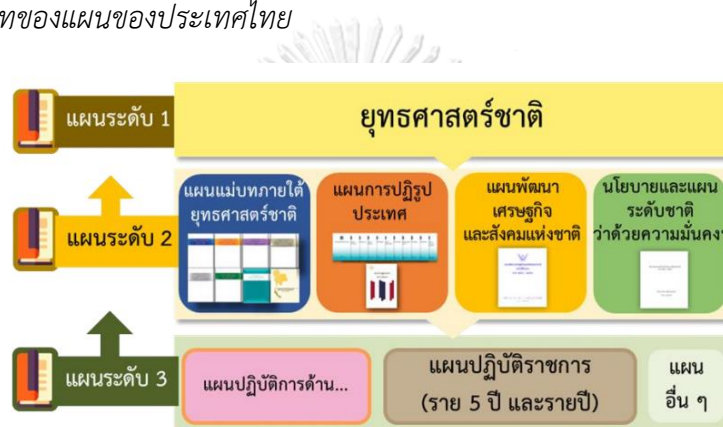 ทของแผนของประเทศไทย
แผนระดับ 1
ยุทธศาสตร์ชาติ
แผนระดับ 2
แผนแม่บทภายใต้
ยุทธศาสตร์ชาติ
แผนการปฏิรูป
ประเทศ
แผนพัฒนา
เศรษฐกิจ
และสังคมแห่งชาติ
นโยบายและแผน
ระดับชาติ
ว่าด้วยความมั่นคง
แผนระดับ 3
แผนปฏิบัติการด้าน...
แผนปฏิบัติราชการ
(ราย 5 ปี และรายปี)
แผน
อื่น ๆ